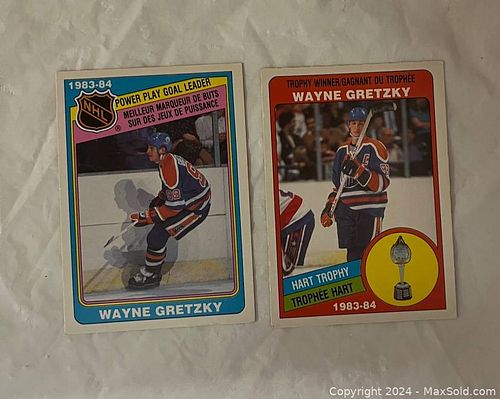 1983-84
NHL
®
POWER PLAY GOAL LEADER
MEILLEUR MARQUEUR DE BUTS
SUR DES JEUX DE PUISSANCE
99
WAYNE GRETZKY
TROPHY WINNER/GAGNANT DU TROPHÉE
WAYNE GRETZKY
C
HART TROPHY
TROPHÉE HART
1983-84
Copyright 2024 - MaxSold.com